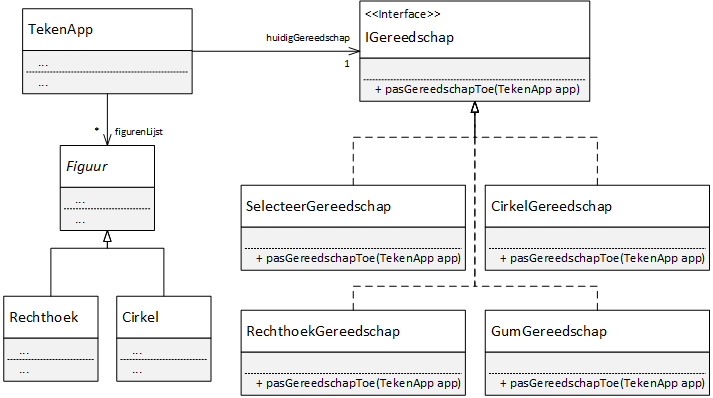 TekenApp
...
...
huidigGereedschap
1
<<Interface>>
IGereedschap
+ pasGereedschapToe(TekenApp app)
* figurenLijst
Figuur
...
...
Rechthoek
...
...
Cirkel
...
...
SelecteerGereedschap
+ pasGereedschapToe(TekenApp app)
CirkelGereedschap
+ pasGereedschapToe(TekenApp app)
RechthoekGereedschap
+ pasGereedschapToe(TekenApp app)
GumGereedschap
+ pasGereedschapToe(TekenApp app)